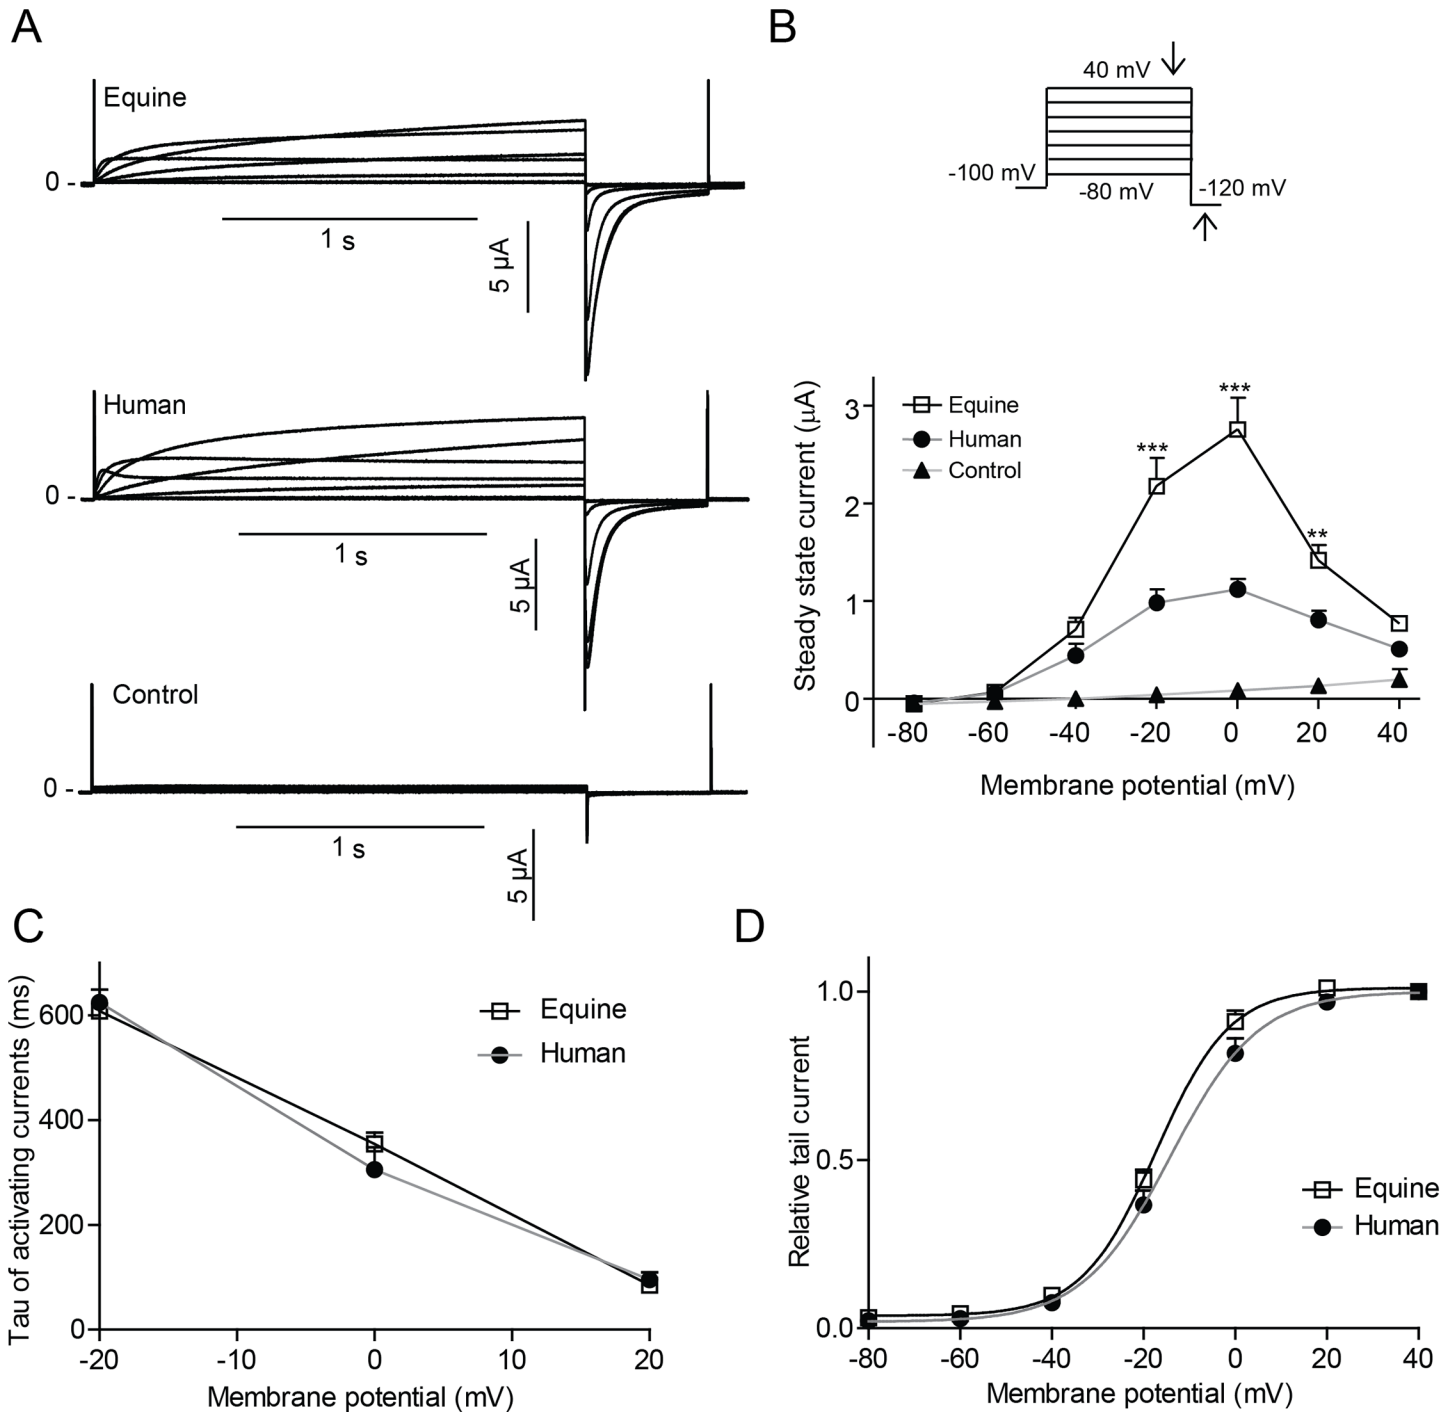 A
Equine
0 -
1 s
5 µA
Human
0 -
1 s
5 µA
Control
0 -
1 s
5 µA
B
40 mV
-100 mV
-80 mV
-120 mV
Steady state current (µA)
3
2
1
0
Equine
Human
Control
***
***
**
-80 -60 -40 -20 0 20 40
Membrane potential (mV)
C
Tau of activating currents (ms)
600
400
200
0
Equine
Human
-20 -10 0 10 20
Membrane potential (mV)
D
Relative tail current
1.0
0.5
0.0
Equine
Human
-80 -60 -40 -20 0 20 40
Membrane potential (mV)